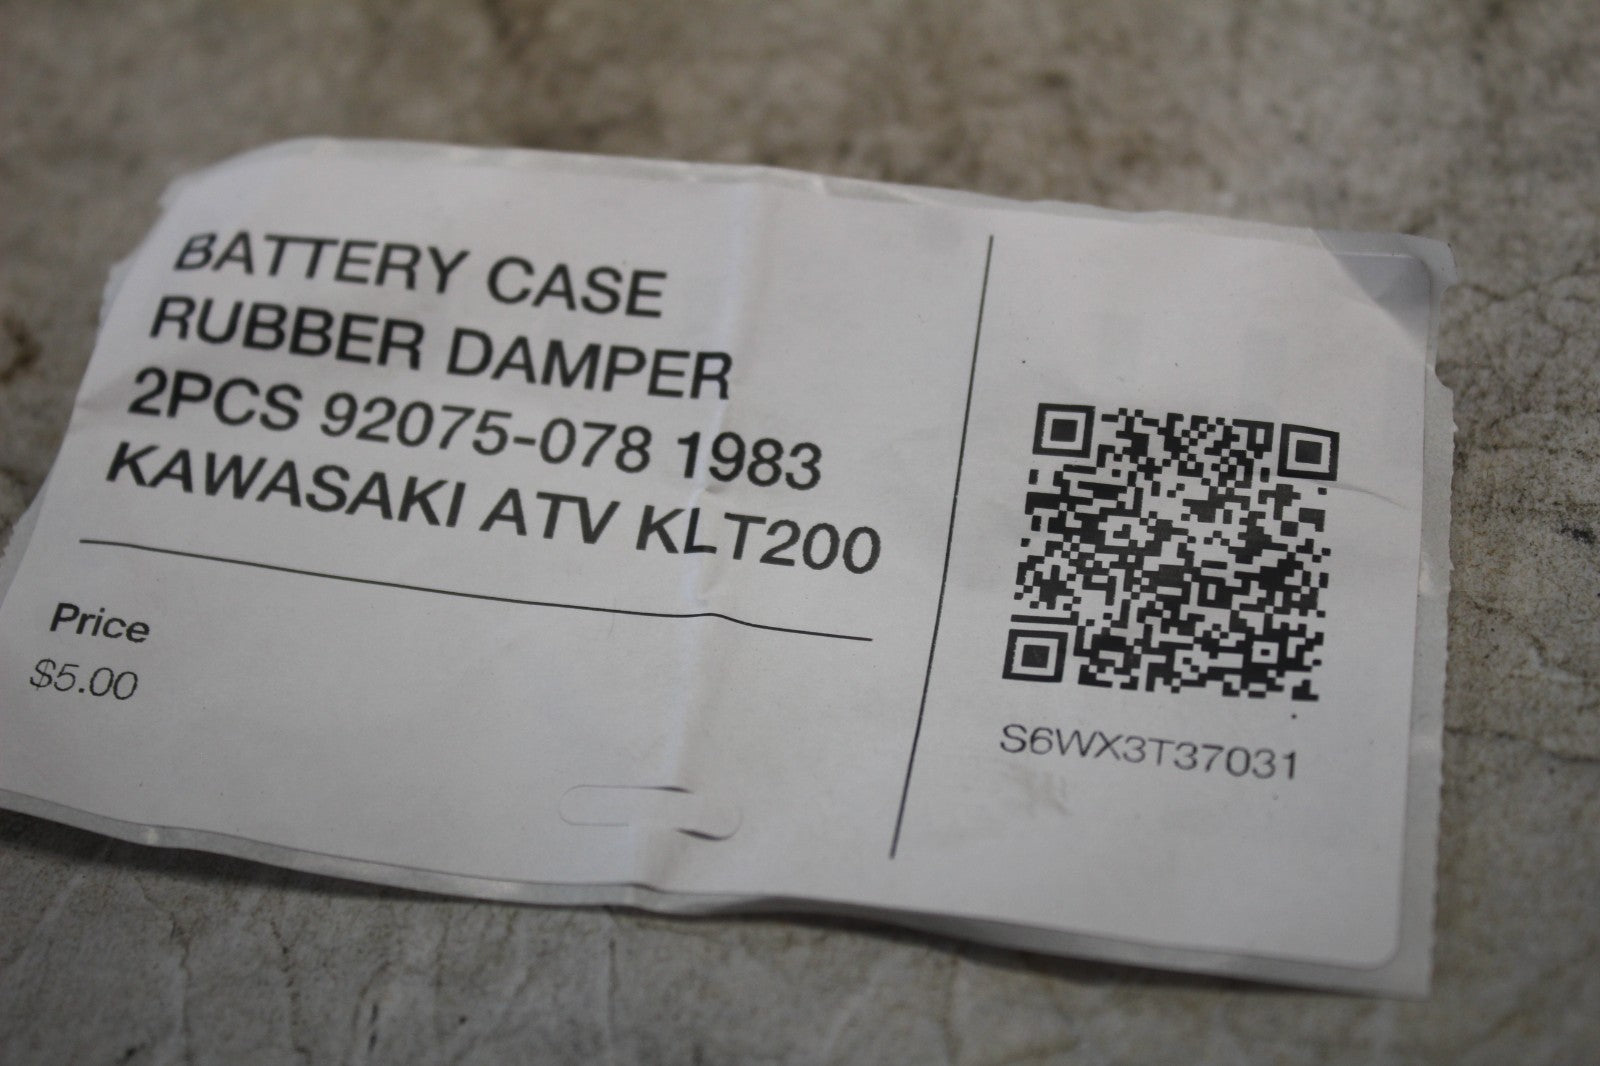 BATTERY CASE
RUBBER DAMPER
2PCS 92075-078 1983
KAWASAKI ATV KLT200
Price
$5.00
S6WX3T37031